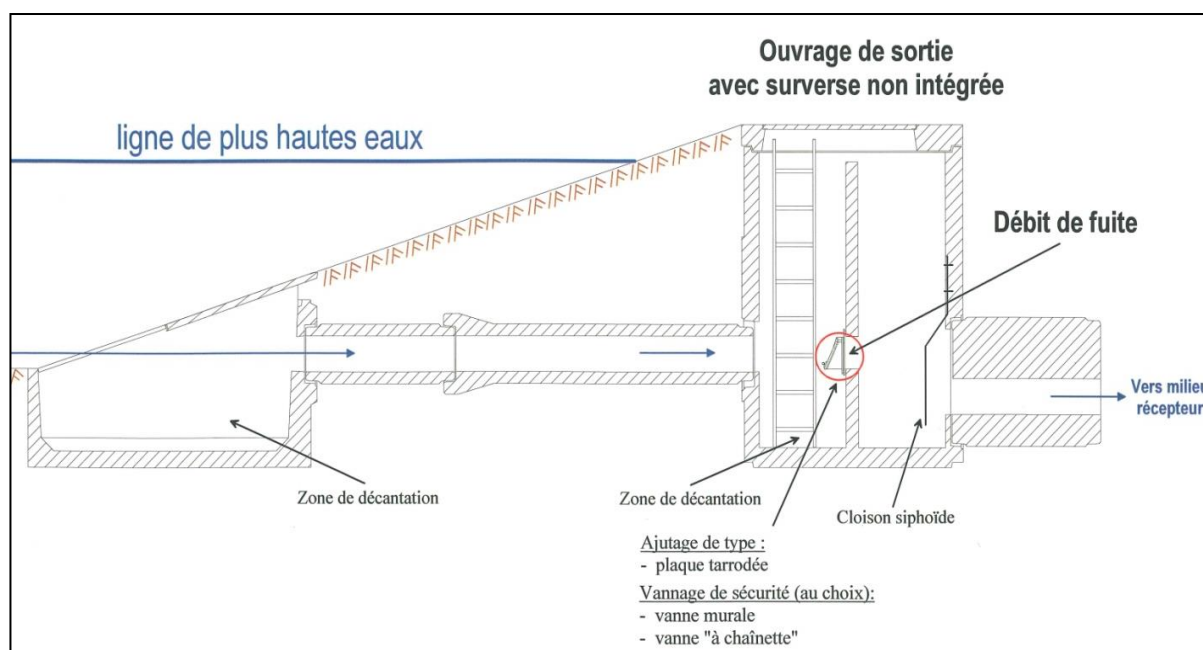 Ouvrage de sortie
avec surverse non intégrée
ligne de plus hautes eaux
Débit de fuite
Vers milieu
récepteur
Zone de décantation
Zone de décantation
Cloison siphoïde
Ajutage de type :
- plaque tarrodée
Vannage de sécurité (au choix):
- vanne murale
- vanne "à chaînette"